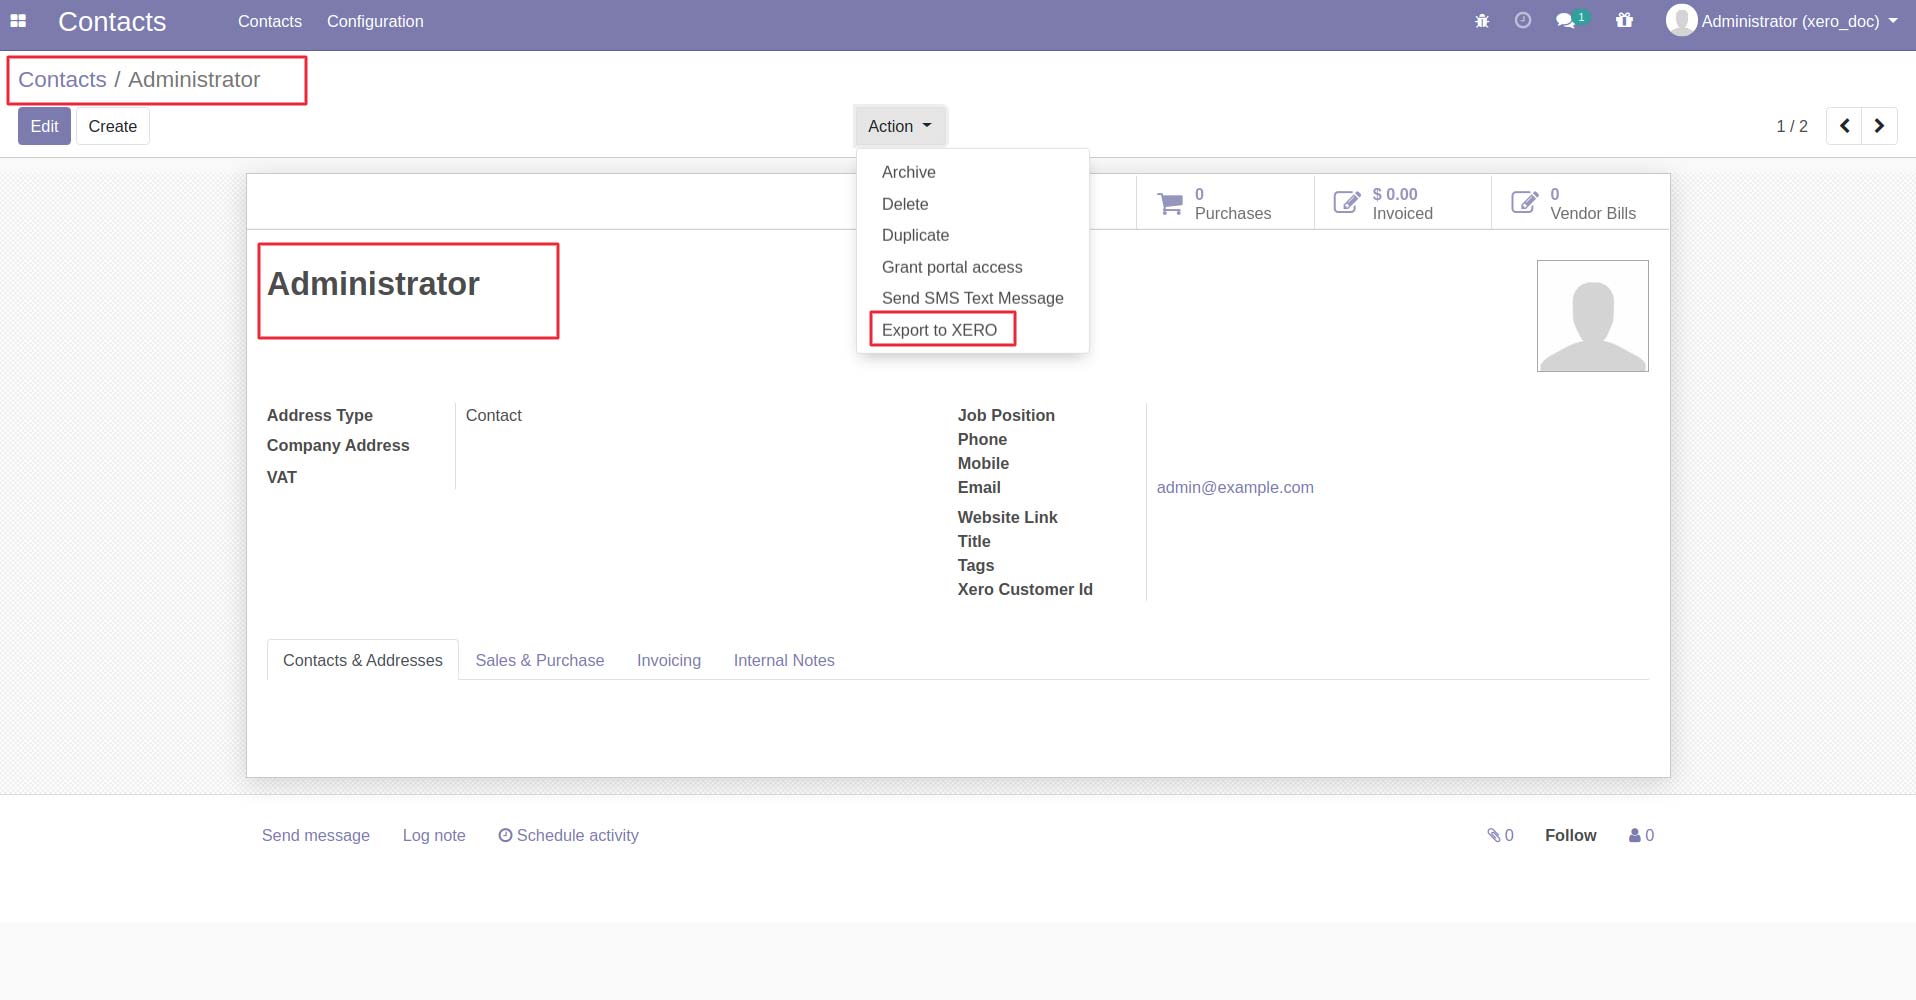 Contacts Contacts Configuration 1 Administrator (xero_doc)
Contacts / Administrator
Edit Create Action 1 / 2
Archive
Delete
Duplicate
Grant portal access
Send SMS Text Message
Export to XERO
0
Purchases
$ 0.00
Invoiced
0
Vendor Bills
Administrator
Address Type Contact
Company Address
VAT
Job Position
Phone
Mobile
Email admin@example.com
Website Link
Title
Tags
Xero Customer Id
Contacts & Addresses Sales & Purchase Invoicing Internal Notes
Send message Log note Schedule activity 0 Follow 0